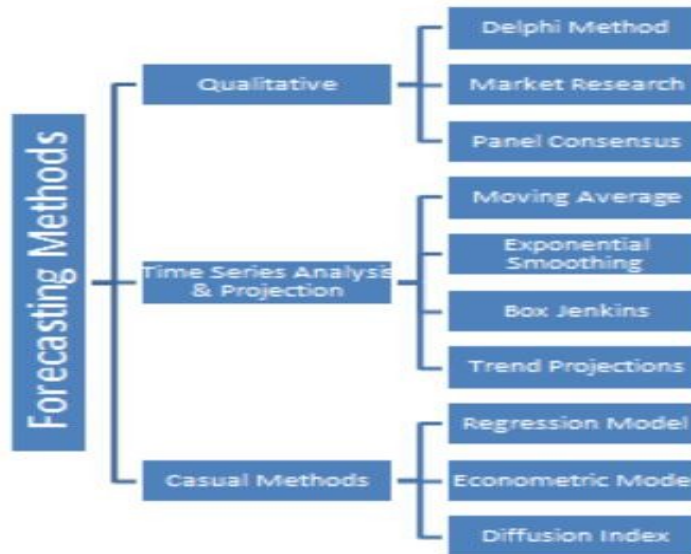 Forecasting Methods
Qualitative
Delphi Method
Market Research
Panel Consensus
Time Series Analysis
& Projection
Moving Average
Exponential
Smoothing
Box Jenkins
Trend Projections
Casual Methods
Regression Model
Econometric Mode
Diffusion Index